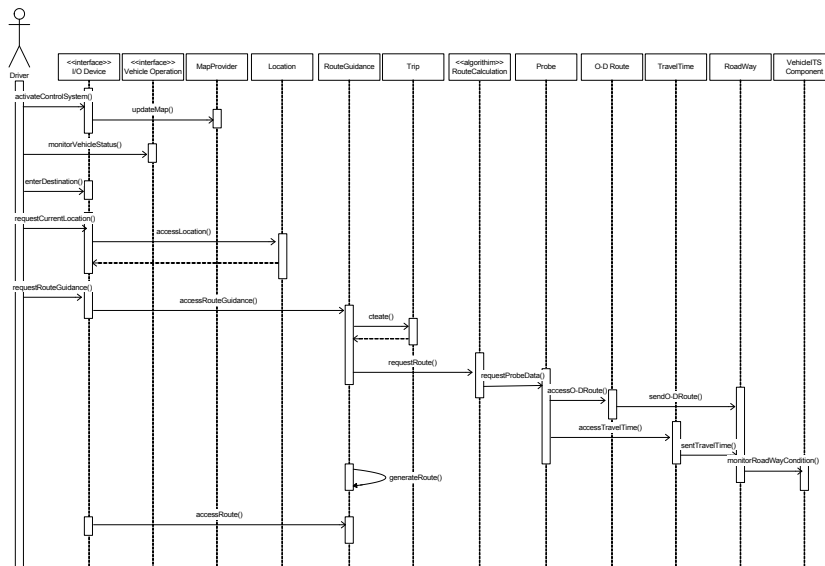 <<interface>>
I/O Device
<<interface>>
Vehicle Operation
MapProvider
Location
RouteGuidance
Trip
<<algorithim>>
RouteCalculation
Probe
O-D Route
TravelTime
RoadWay
VehicleITS
Component
Driver
activateControlSystem()
updateMap()
monitorVehicleStatus()
enterDestination()
requestCurrentLocation()
accessLocation()
requestRouteGuidance()
accessRouteGuidance()
cteate()
requestRoute()
requestProbeData()
accessO-DRoute()
sendO-DRoute()
accessTravelTime()
sentTravelTime()
monitorRoadWayCondition()
generateRoute()
accessRoute()